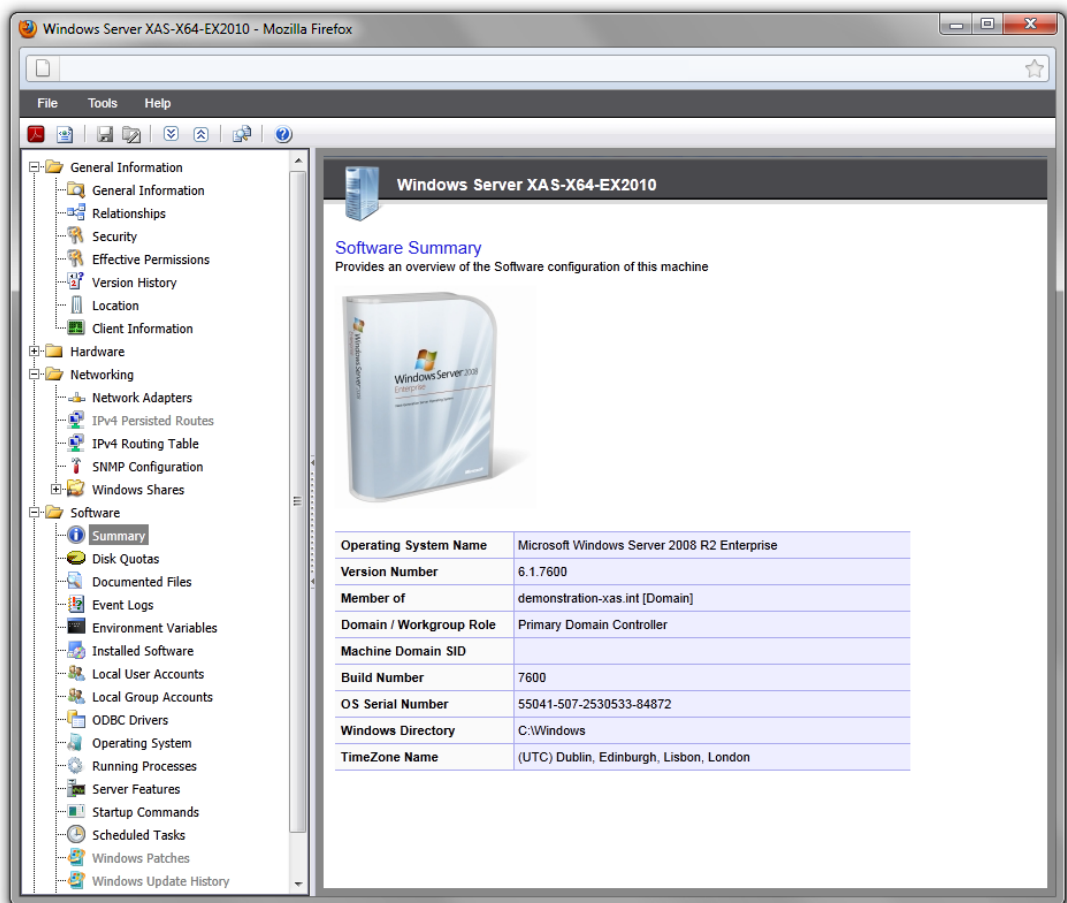 Windows Server XAS-X64-EX2010 - Mozilla Firefox
File Tools Help
General Information
General Information
Relationships
Security
Effective Permissions
Version History
Location
Client Information
Hardware
Networking
Network Adapters
IPv4 Persisted Routes
IPv4 Routing Table
SNMP Configuration
Windows Shares
Software
Summary
Disk Quotas
Documented Files
Event Logs
Environment Variables
Installed Software
Local User Accounts
Local Group Accounts
ODBC Drivers
Operating System
Running Processes
Server Features
Startup Commands
Scheduled Tasks
Windows Patches
Windows Update History
Windows Server XAS-X64-EX2010
Software Summary
Provides an overview of the Software configuration of this machine
Windows Server 2008
Enterprise
Operating System Name Microsoft Windows Server 2008 R2 Enterprise
Version Number 6.1.7600
Member of demonstration-xas.int [Domain]
Domain / Workgroup Role Primary Domain Controller
Machine Domain SID
Build Number 7600
OS Serial Number 55041-507-2530533-84872
Windows Directory C:\Windows
TimeZone Name (UTC) Dublin, Edinburgh, Lisbon, London